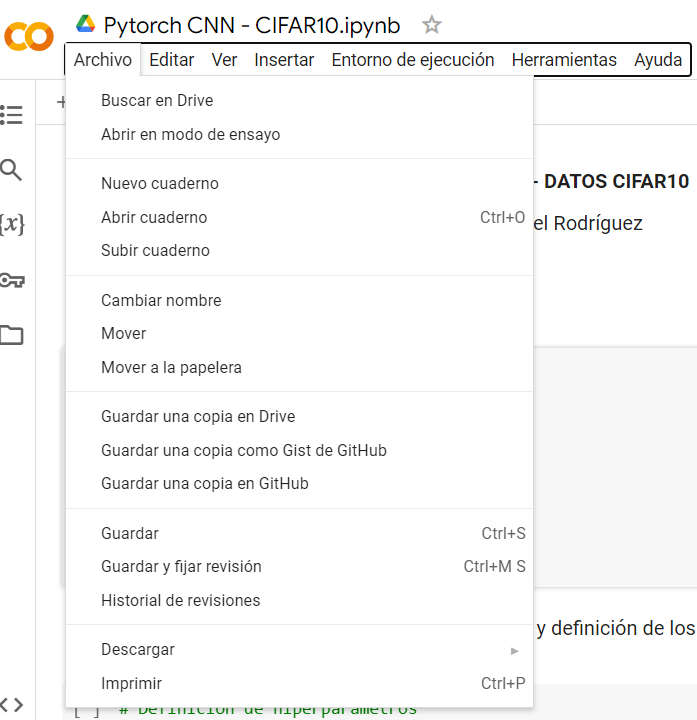 Pytorch CNN - CIFAR10.ipynb
Archivo Editar Ver Insertar Entorno de ejecución Herramientas Ayuda
+
Buscar en Drive
Abrir en modo de ensayo
Nuevo cuaderno
- DATOS CIFAR10
Abrir cuaderno Ctrl+O
el Rodríguez
Subir cuaderno
{x}
Cambiar nombre
Mover
Mover a la papelera
Guardar una copia en Drive
Guardar una copia como Gist de GitHub
Guardar una copia en GitHub
Guardar Ctrl+S
Guardar y fijar revisión Ctrl+M S
Historial de revisiones
y definición de los
Descargar
Imprimir Ctrl+P
[ ] # Definición de hiperparámetros